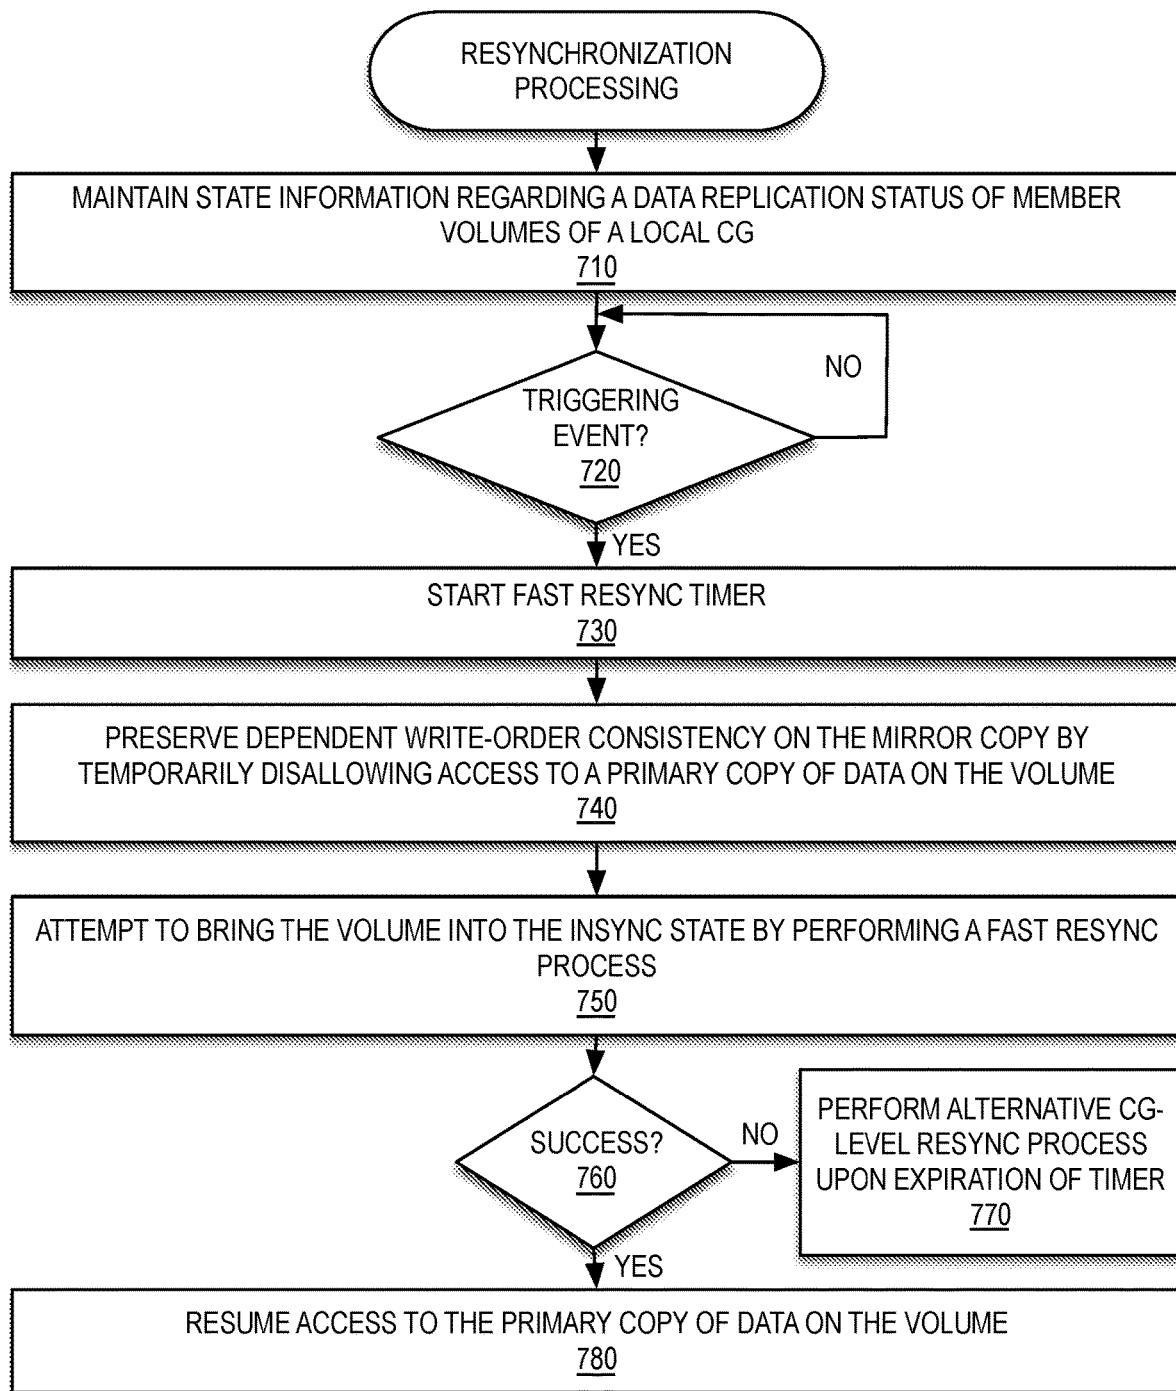 RESYNCHRONIZATION
PROCESSING
MAINTAIN STATE INFORMATION REGARDING A DATA REPLICATION STATUS OF MEMBER
VOLUMES OF A LOCAL CG
710
NO
TRIGGERING
EVENT?
720
YES
START FAST RESYNC TIMER
730
PRESERVE DEPENDENT WRITE-ORDER CONSISTENCY ON THE MIRROR COPY BY
TEMPORARILY DISALLOWING ACCESS TO A PRIMARY COPY OF DATA ON THE VOLUME
740
ATTEMPT TO BRING THE VOLUME INTO THE INSYNC STATE BY PERFORMING A FAST RESYNC
PROCESS
750
SUCCESS?
760
NO
PERFORM ALTERNATIVE CG-
LEVEL RESYNC PROCESS
UPON EXPIRATION OF TIMER
770
YES
RESUME ACCESS TO THE PRIMARY COPY OF DATA ON THE VOLUME
780